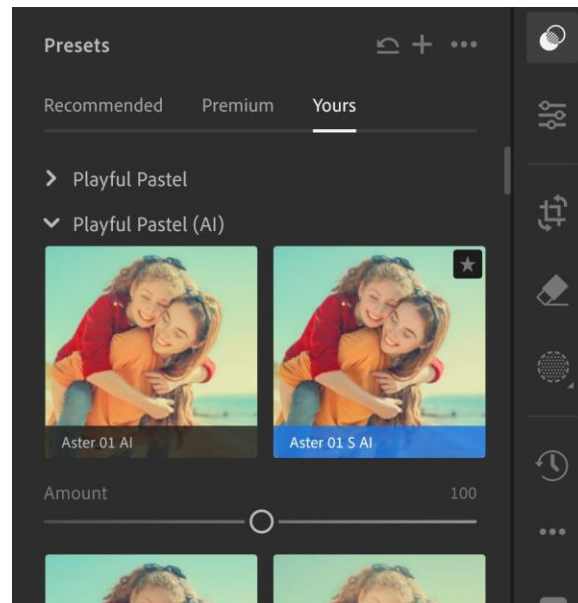 Presets
Recommended Premium Yours
Playful Pastel
Playful Pastel (AI)
Aster 01 AI Aster 01 S AI
Amount 100